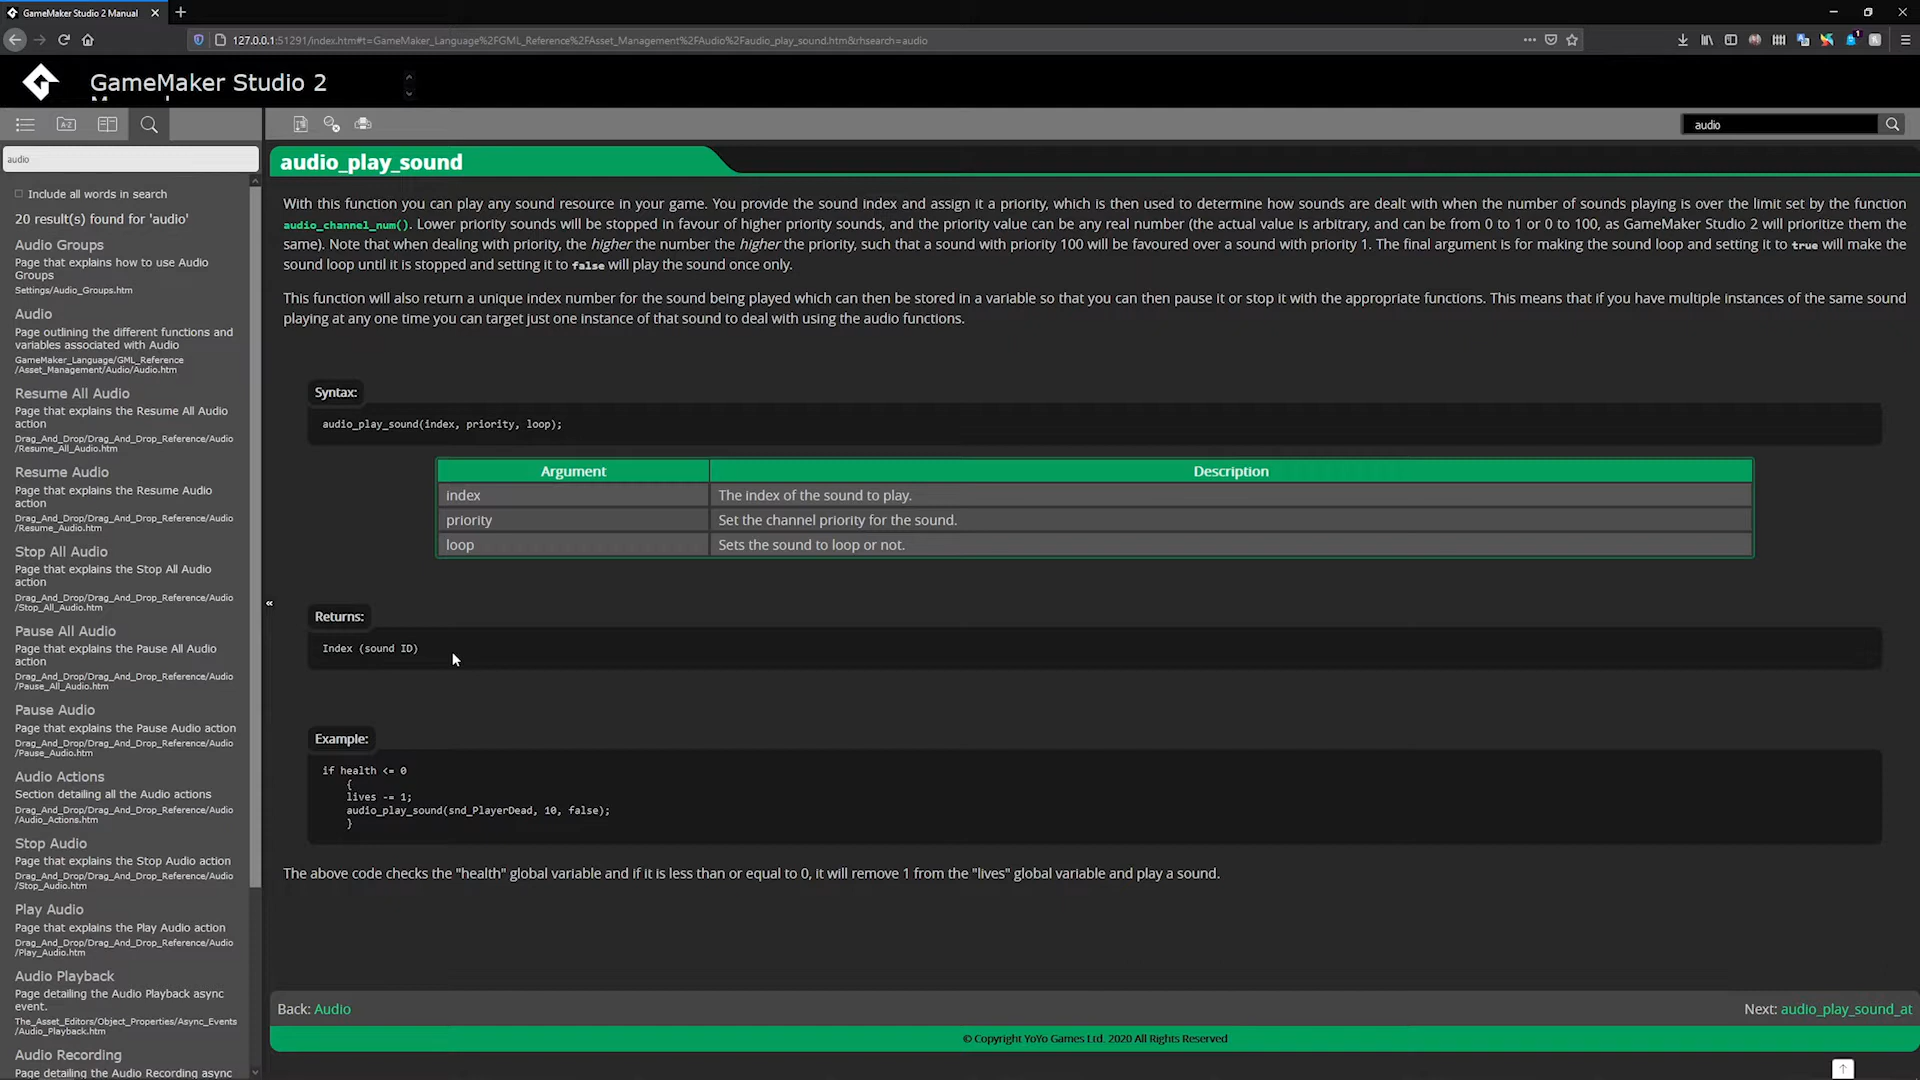 GameMaker Studio 2 Manual
127.0.0.1:51291/index.htm#t=GameMaker_Language%2FGML_Reference%2FAsset_Management%2FAudio%2Faudio_play_sound.htm&rhsearch=audio
GameMaker Studio 2
audio
audio
audio_play_sound
Include all words in search
20 result(s) found for 'audio'
Audio Groups
Page that explains how to use Audio
Groups
Settings/Audio_Groups.htm
Audio
Page outlining the different functions and
variables associated with Audio
GameMaker_Language/GML_Reference
/Asset_Management/Audio/Audio.htm
Resume All Audio
Page that explains the Resume All Audio
action
Drag_And_Drop/Drag_And_Drop_Reference/Audio
/Resume_All_Audio.htm
Resume Audio
Page that explains the Resume Audio
action
Drag_And_Drop/Drag_And_Drop_Reference/Audio
/Resume_Audio.htm
Stop All Audio
Page that explains the Stop All Audio
action
Drag_And_Drop/Drag_And_Drop_Reference/Audio
/Stop_All_Audio.htm
Pause All Audio
Page that explains the Pause All Audio
action
Drag_And_Drop/Drag_And_Drop_Reference/Audio
/Pause_All_Audio.htm
Pause Audio
Page that explains the Pause Audio action
Drag_And_Drop/Drag_And_Drop_Reference/Audio
/Pause_Audio.htm
Audio Actions
Section detailing all the Audio actions
Drag_And_Drop/Drag_And_Drop_Reference/Audio
/Audio_Actions.htm
Stop Audio
Page that explains the Stop Audio action
Drag_And_Drop/Drag_And_Drop_Reference/Audio
/Stop_Audio.htm
Play Audio
Page that explains the Play Audio action
Drag_And_Drop/Drag_And_Drop_Reference/Audio
/Play_Audio.htm
Audio Playback
Page detailing the Audio Playback async
event.
The_Asset_Editors/Object_Properties/Async_Events
/Audio_Playback.htm
Audio Recording
Page detailing the Audio Recording async
With this function you can play any sound resource in your game. You provide the sound index and assign it a priority, which is then used to determine how sounds are dealt with when the number of sounds playing is over the limit set by the function
audio_channel_num(). Lower priority sounds will be stopped in favour of higher priority sounds, and the priority value can be any real number (the actual value is arbitrary, and can be from 0 to 1 or 0 to 100, as GameMaker Studio 2 will prioritize them the
same). Note that when dealing with priority, the higher the number the higher the priority, such that a sound with priority 100 will be favoured over a sound with priority 1. The final argument is for making the sound loop and setting it to true will make the
sound loop until it is stopped and setting it to false will play the sound once only.
This function will also return a unique index number for the sound being played which can then be stored in a variable so that you can then pause it or stop it with the appropriate functions. This means that if you have multiple instances of the same sound
playing at any one time you can target just one instance of that sound to deal with using the audio functions.
Syntax:
audio_play_sound(index, priority, loop);
Argument Description
index The index of the sound to play.
priority Set the channel priority for the sound.
loop Sets the sound to loop or not.
Returns:
Index (sound ID)
Example:
if health <= 0
{
lives -= 1;
audio_play_sound(snd_PlayerDead, 10, false);
}
The above code checks the "health" global variable and if it is less than or equal to 0, it will remove 1 from the "lives" global variable and play a sound.
Back: Audio
Next: audio_play_sound_at
© Copyright YoYo Games Ltd. 2020 All Rights Reserved